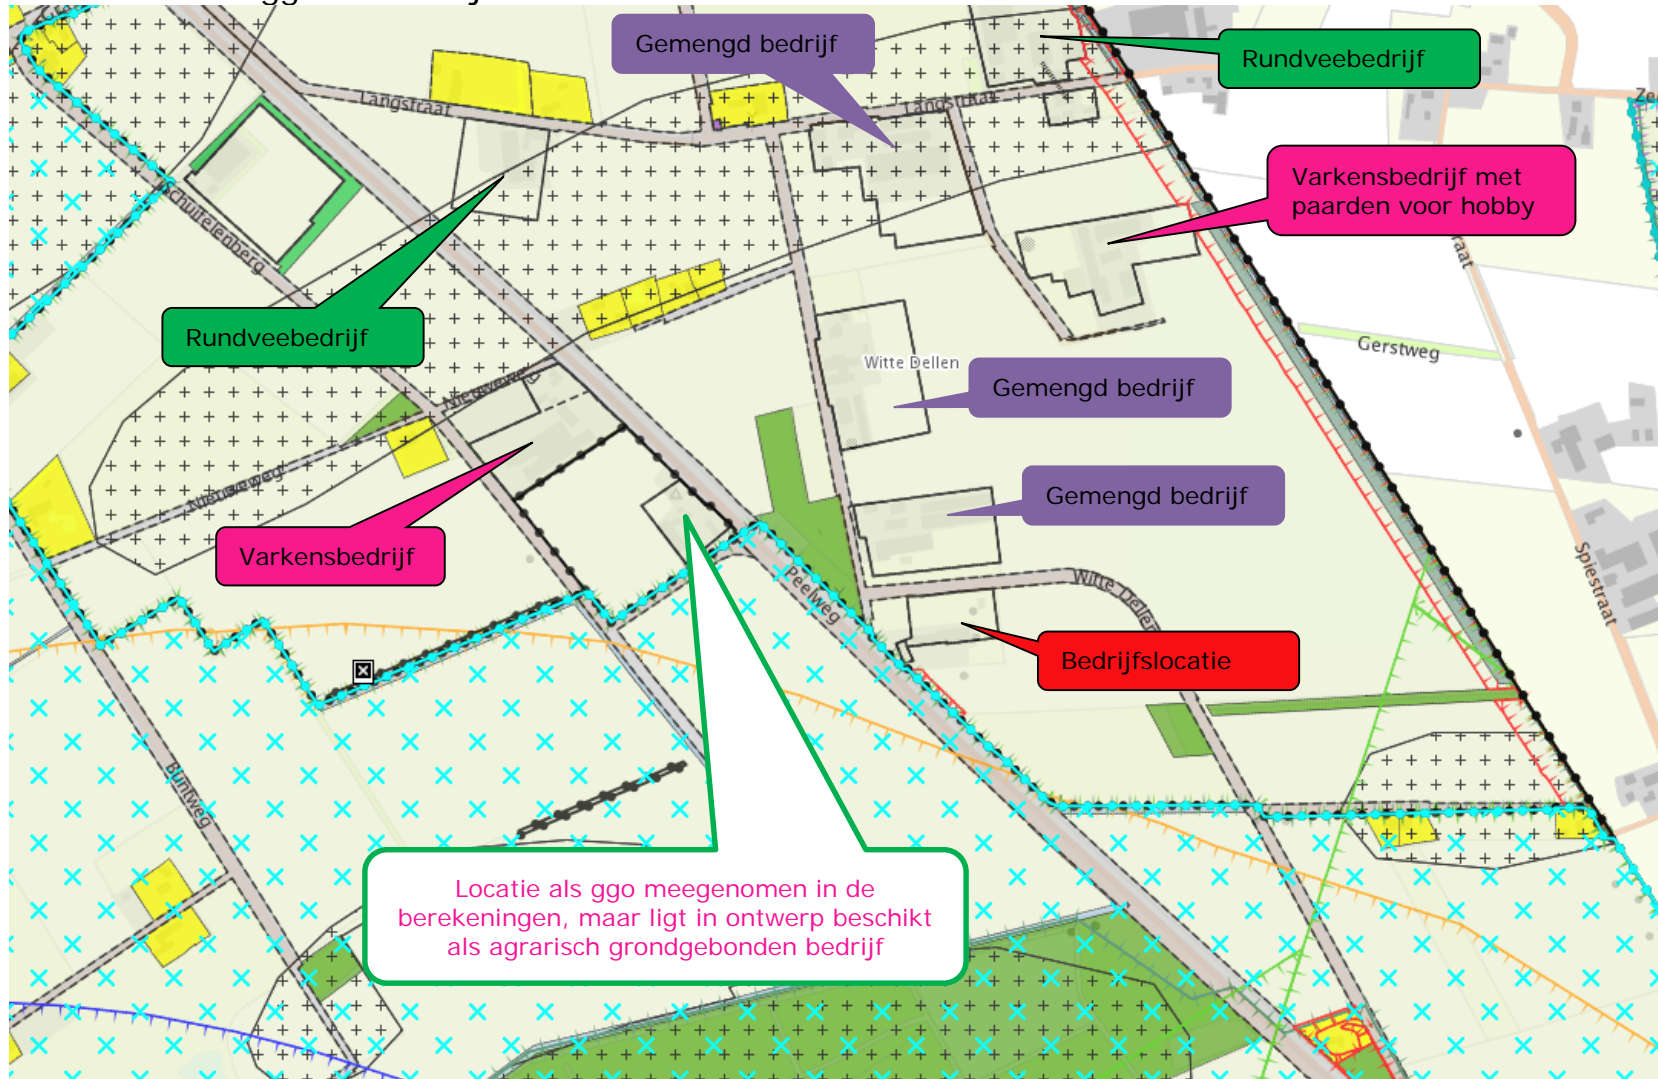 Gemengd bedrijf
Rundveebedrijf
Langstraat
Langstraat
Varkensbedrijf met
paarden voor hobby
Schuifelenberg
Rundveebedrijf
Gerstweg
Witte Dellen
Gemengd bedrijf
Nieuweweg
Nieuweweg
Gemengd bedrijf
Varkensbedrijf
Peelweg
Witte Dellen
Spiestraat
Bedrijfslocatie
Buntweg
Locatie als ggo meegenomen in de
berekeningen, maar ligt in ontwerp beschikt
als agrarisch grondgebonden bedrijf